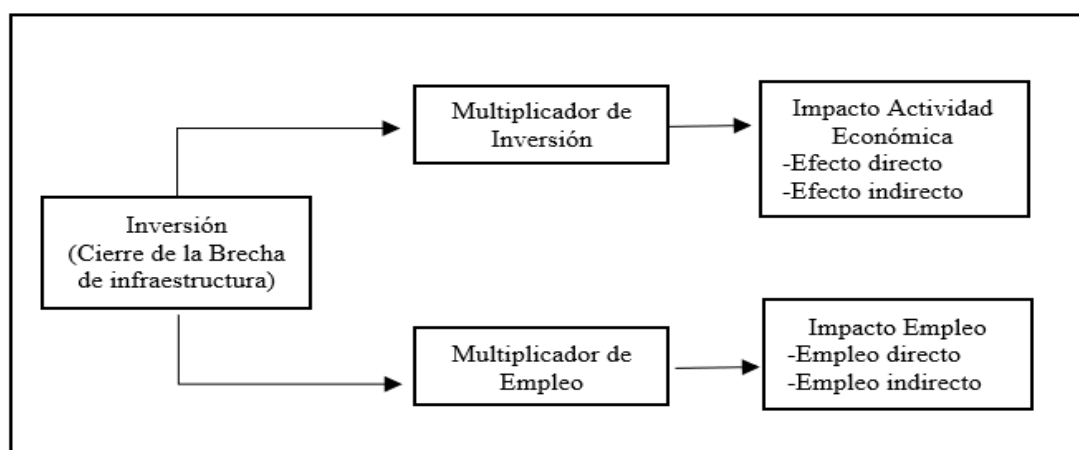 Inversión
(Cierre de la Brecha
de infraestructura)
Multiplicador de
Inversión
Impacto Actividad
Económica
-Efecto directo
-Efecto indirecto
Multiplicador de
Empleo
Impacto Empleo
-Empleo directo
-Empleo indirecto